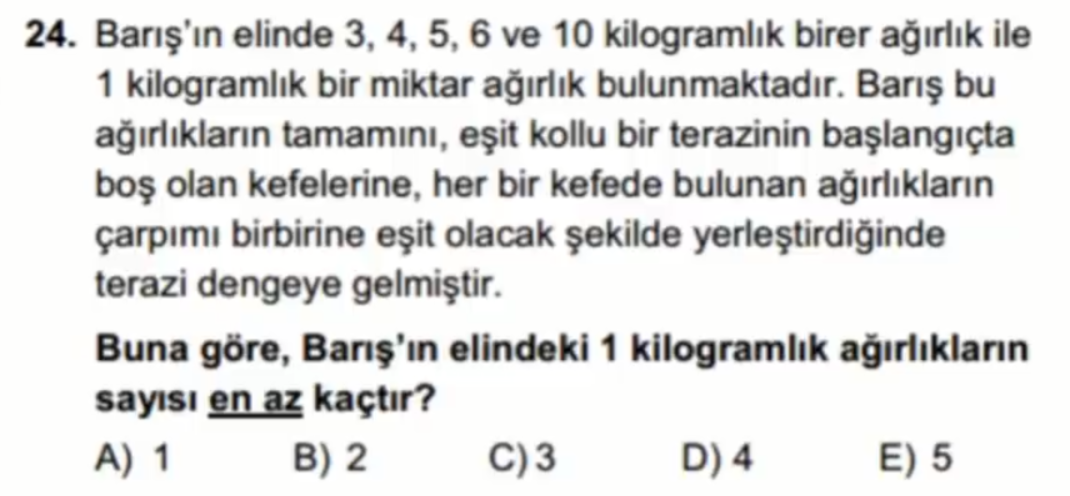 24. Barış'ın elinde 3, 4, 5, 6 ve 10 kilogramlık birer ağırlık ile
1 kilogramlık bir miktar ağırlık bulunmaktadır. Barış bu
ağırlıkların tamamını, eşit kollu bir terazinin başlangıçta
boş olan kefelerine, her bir kefede bulunan ağırlıkların
çarpımı birbirine eşit olacak şekilde yerleştirdiğinde
terazi dengeye gelmiştir.
Buna göre, Barış'ın elindeki 1 kilogramlık ağırlıkların
sayısı en az kaçtır?
A) 1 B) 2 C) 3 D) 4 E) 5